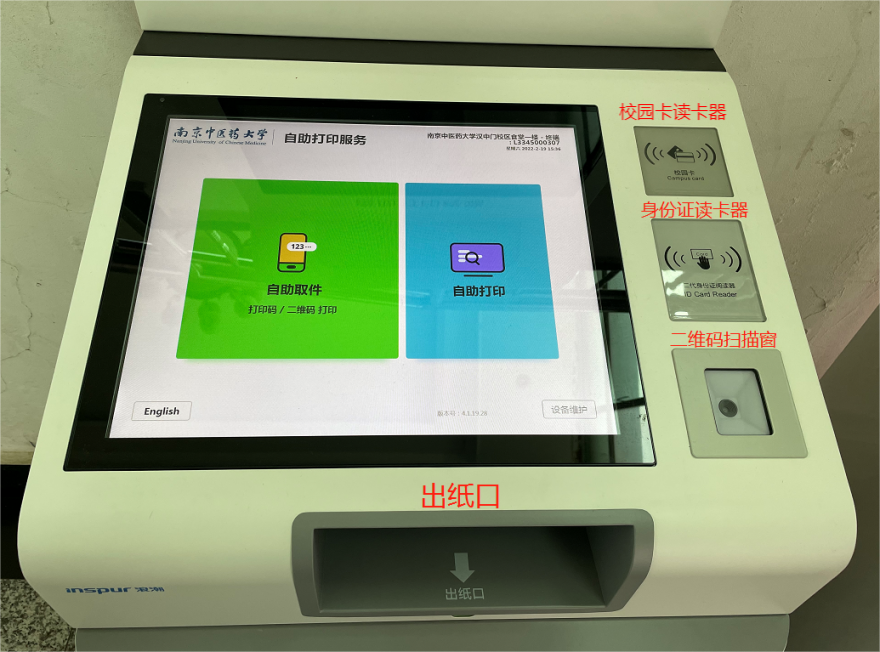 南京中医药大学
Nanjing University of Chinese Medicine
自助打印服务
南京中医药大学汉中门校区食堂一楼 - 终端
: L3345000307
星期六 2022-2-19 15:36
校园卡读卡器
校园卡
Campus card
身份证读卡器
二代身份证阅读器
ID Card Reader
二维码扫描窗
123
自助取件
打印码 / 二维码 打印
自助打印
English
版本号: 4.1.19.28
设备维护
出纸口
出纸口
inspur 浪潮